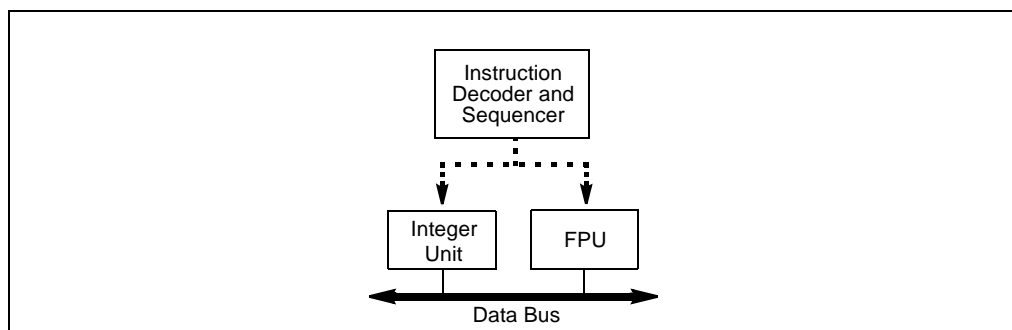 Instruction
Decoder and
Sequencer
Integer
Unit
FPU
Data Bus